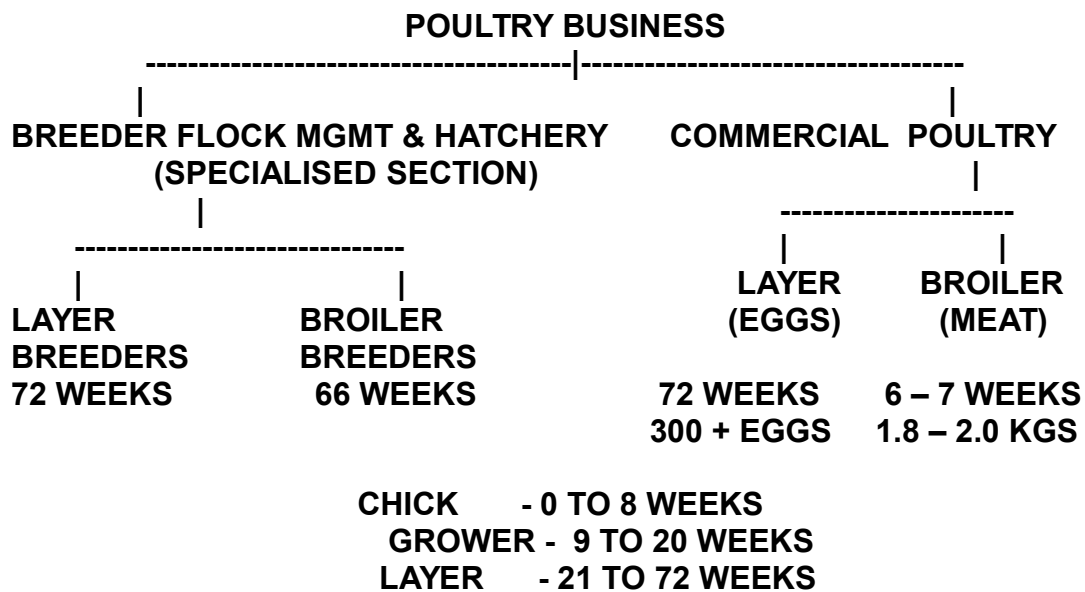 POULTRY BUSINESS
----------------------------------------|------------------------------------
| |
BREEDER FLOCK MGMT & HATCHERY COMMERCIAL POULTRY
(SPECIALISED SECTION) |
| ----------------------
------------------------------- | |
| | LAYER BROILER
LAYER BROILER (EGGS) (MEAT)
BREEDERS BREEDERS
72 WEEKS 66 WEEKS 72 WEEKS 6 – 7 WEEKS
300 + EGGS 1.8 – 2.0 KGS
CHICK - 0 TO 8 WEEKS
GROWER - 9 TO 20 WEEKS
LAYER - 21 TO 72 WEEKS